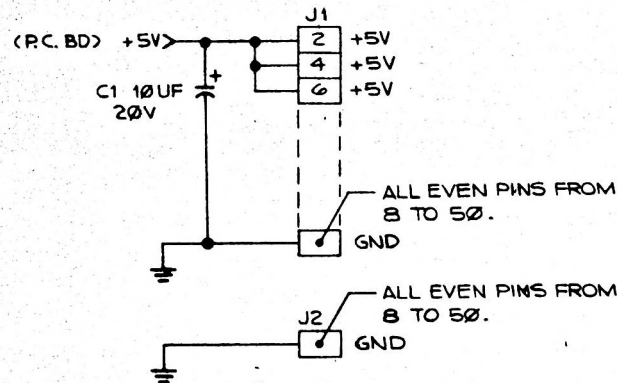 J1
(P.C. BD) +5V
2 +5V
4 +5V
6 +5V
+
C1 10UF
20V
ALL EVEN PINS FROM
8 TO 50.
GND
ALL EVEN PINS FROM
8 TO 50.
J2
GND